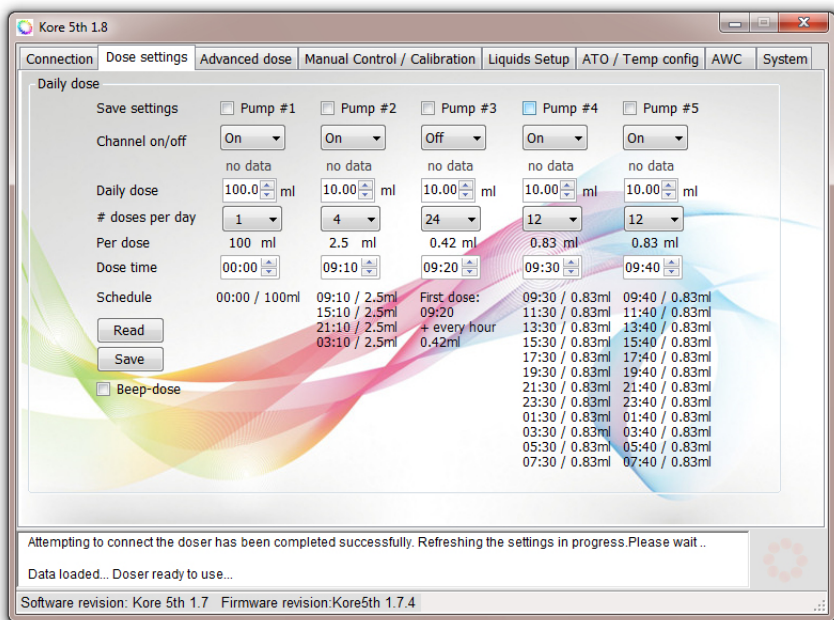 Kore 5th 1.8
Connection Dose settings Advanced dose Manual Control / Calibration Liquids Setup ATO / Temp config AWC System
Daily dose
Save settings Pump #1 Pump #2 Pump #3 Pump #4 Pump #5
Channel on/off On On Off On On
no data no data no data no data no data
Daily dose 100.0 ml 10.00 ml 10.00 ml 10.00 ml 10.00 ml
# doses per day 1 4 24 12 12
Per dose 100 ml 2.5 ml 0.42 ml 0.83 ml 0.83 ml
Dose time 00:00 09:10 09:20 09:30 09:40
Schedule 00:00 / 100ml 09:10 / 2.5ml First dose: 09:30 / 0.83ml 09:40 / 0.83ml
15:10 / 2.5ml 09:20 11:30 / 0.83ml 11:40 / 0.83ml
Read 21:10 / 2.5ml + every hour 13:30 / 0.83ml 13:40 / 0.83ml
03:10 / 2.5ml 0.42ml 15:30 / 0.83ml 15:40 / 0.83ml
Save 17:30 / 0.83ml 17:40 / 0.83ml
19:30 / 0.83ml 19:40 / 0.83ml
Beep-dose 21:30 / 0.83ml 21:40 / 0.83ml
23:30 / 0.83ml 23:40 / 0.83ml
01:30 / 0.83ml 01:40 / 0.83ml
03:30 / 0.83ml 03:40 / 0.83ml
05:30 / 0.83ml 05:40 / 0.83ml
07:30 / 0.83ml 07:40 / 0.83ml
Attempting to connect the doser has been completed successfully. Refreshing the settings in progress.Please wait ..
Data loaded... Doser ready to use...
Software revision: Kore 5th 1.7 Firmware revision:Kore5th 1.7.4